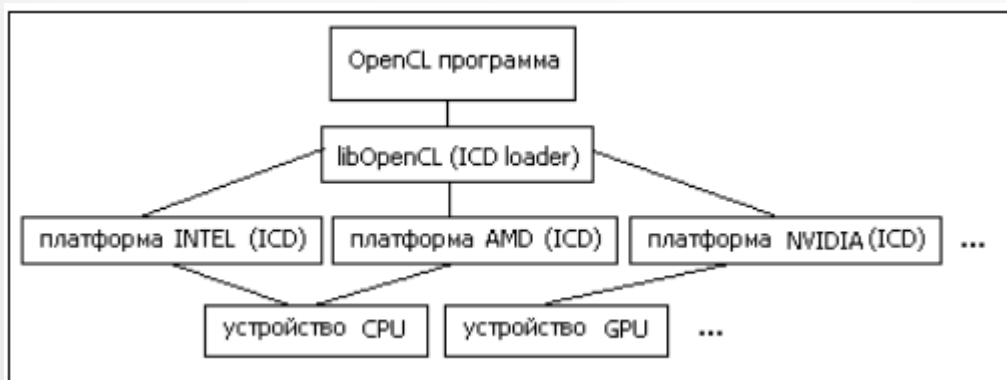 OpenCL программа
libOpenCL (ICD loader)
платформа INTEL (ICD) платформа AMD (ICD) платформа NVIDIA (ICD) ...
устройство CPU устройство GPU ...